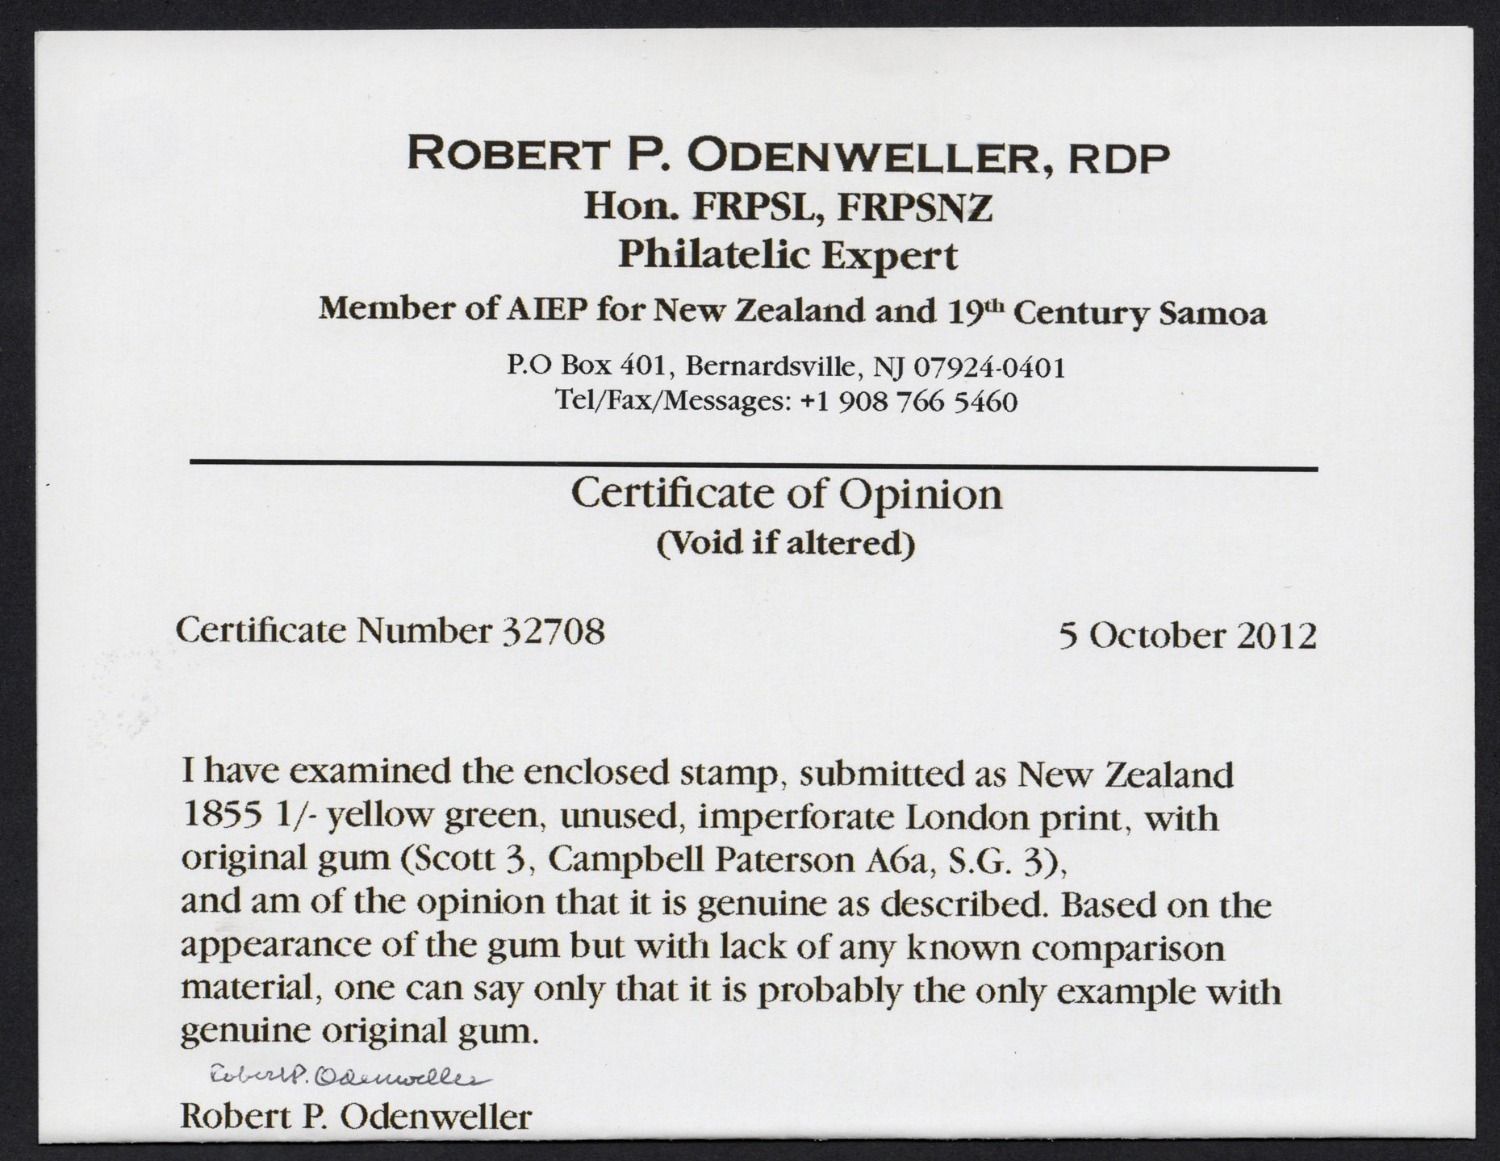 ROBERT P. ODENWELLER, RDP
Hon. FRPSL, FRPSNZ
Philatelic Expert
Member of AIEP for New Zealand and 19th Century Samoa
P.O Box 401, Bernardsville, NJ 07924-0401
Tel/Fax/Messages: +1 908 766 5460
Certificate of Opinion
(Void if altered)
Certificate Number 32708
5 October 2012
I have examined the enclosed stamp, submitted as New Zealand
1855 1/- yellow green, unused, imperforate London print, with
original gum (Scott 3, Campbell Paterson A6a, S.G. 3),
and am of the opinion that it is genuine as described. Based on the
appearance of the gum but with lack of any known comparison
material, one can say only that it is probably the only example with
genuine original gum.
Robert P. Odenweller
Robert P. Odenweller